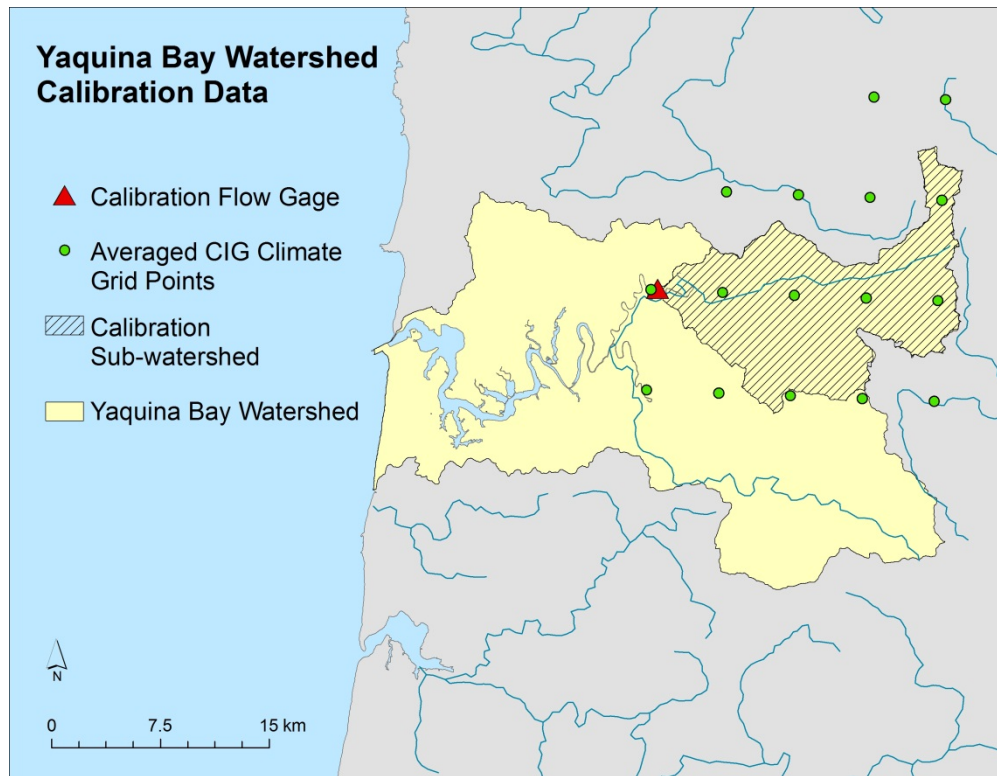 Yaquina Bay Watershed
Calibration Data
Calibration Flow Gage
Averaged CIG Climate
Grid Points
Calibration
Sub-watershed
Yaquina Bay Watershed
N
0 7.5 15 km